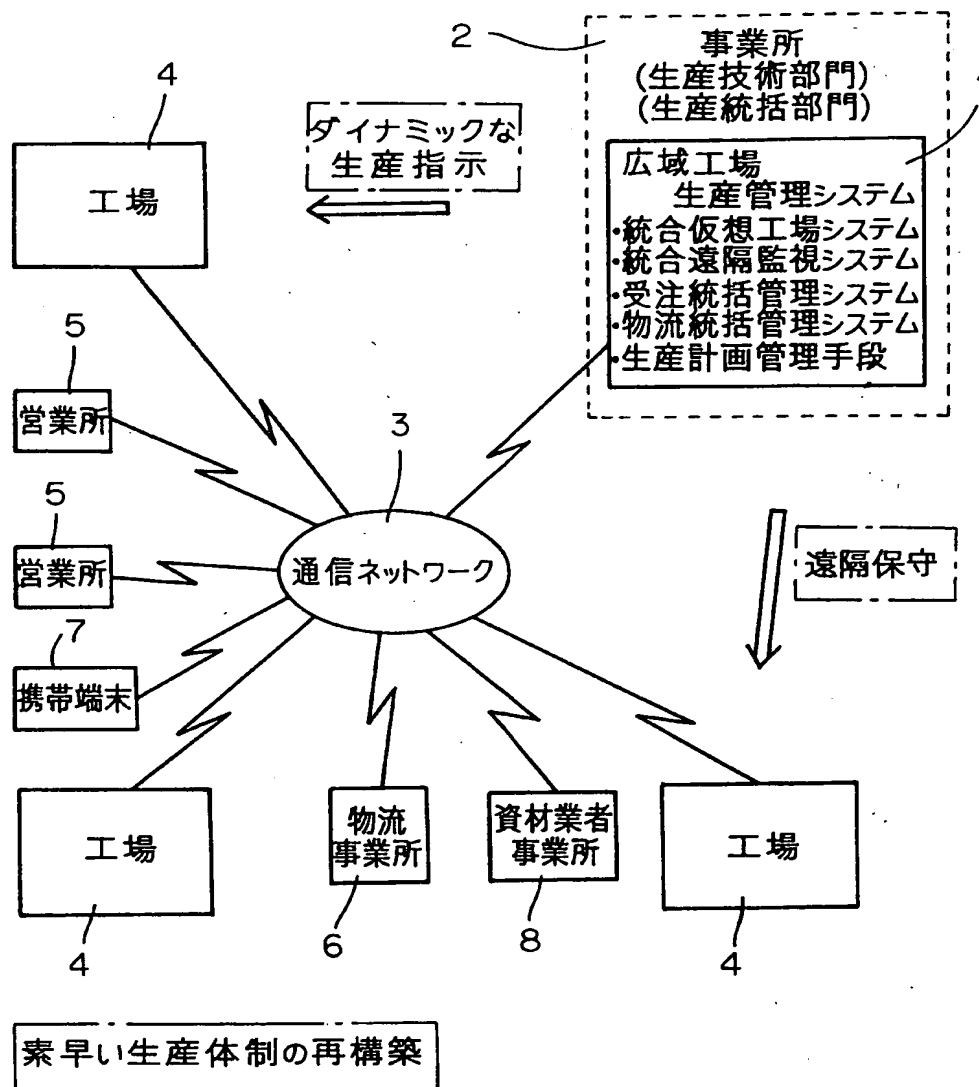 2
事業所
(生産技術部門)
(生産統括部門)
4
ダイナミックな
生産指示
工場
広域工場
生産管理システム
・統合仮想工場システム
・統合遠隔監視システム
・受注統括管理システム
・物流統括管理システム
・生産計画管理手段
5
営業所
3
5
営業所
通信ネットワーク
遠隔保守
7
携帯端末
工場
物流
事業所
資材業者
事業所
工場
4
6
8
4
素早い生産体制の再構築